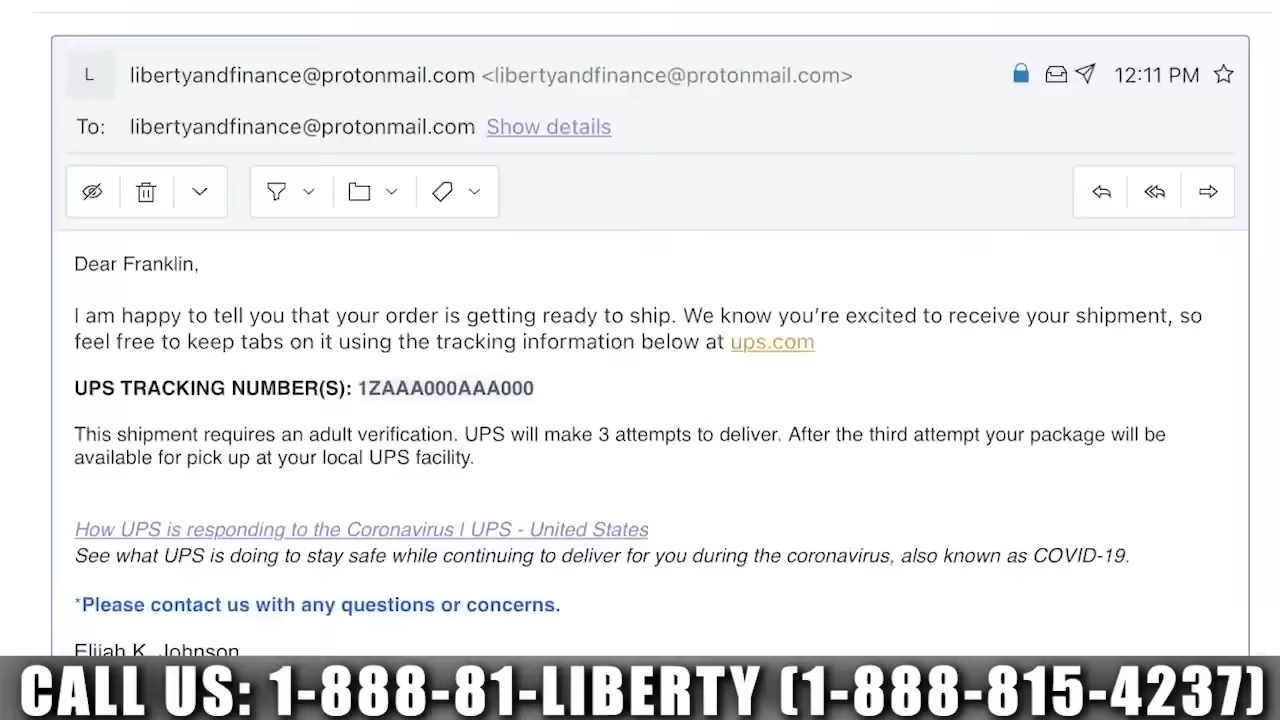 L libertyandfinance@protonmail.com <libertyandfinance@protonmail.com> 12:11 PM
To: libertyandfinance@protonmail.com Show details
Dear Franklin,
I am happy to tell you that your order is getting ready to ship. We know you're excited to receive your shipment, so
feel free to keep tabs on it using the tracking information below at ups.com
UPS TRACKING NUMBER(S): 1ZAAA000AAA000
This shipment requires an adult verification. UPS will make 3 attempts to deliver. After the third attempt your package will be
available for pick up at your local UPS facility.
How UPS is responding to the Coronavirus | UPS - United States
See what UPS is doing to stay safe while continuing to deliver for you during the coronavirus, also known as COVID-19.
*Please contact us with any questions or concerns.
Elijah K. Johnson
CALL US: 1-888-81-LIBERTY (1-888-815-4237)